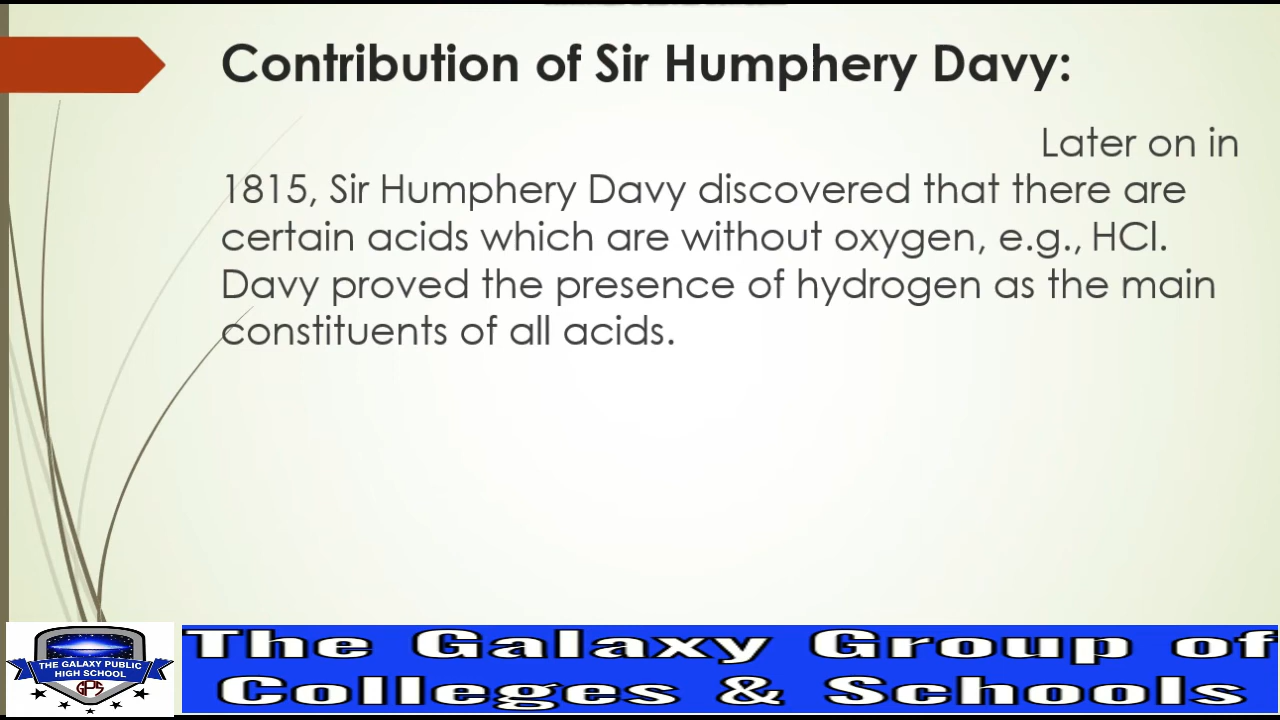 Contribution of Sir Humphery Davy:
Later on in
1815, Sir Humphery Davy discovered that there are
certain acids which are without oxygen, e.g., HCl.
Davy proved the presence of hydrogen as the main
constituents of all acids.
THE GALAXY PUBLIC
HIGH SCHOOL
GPS
The Galaxy Group of
Colleges & Schools